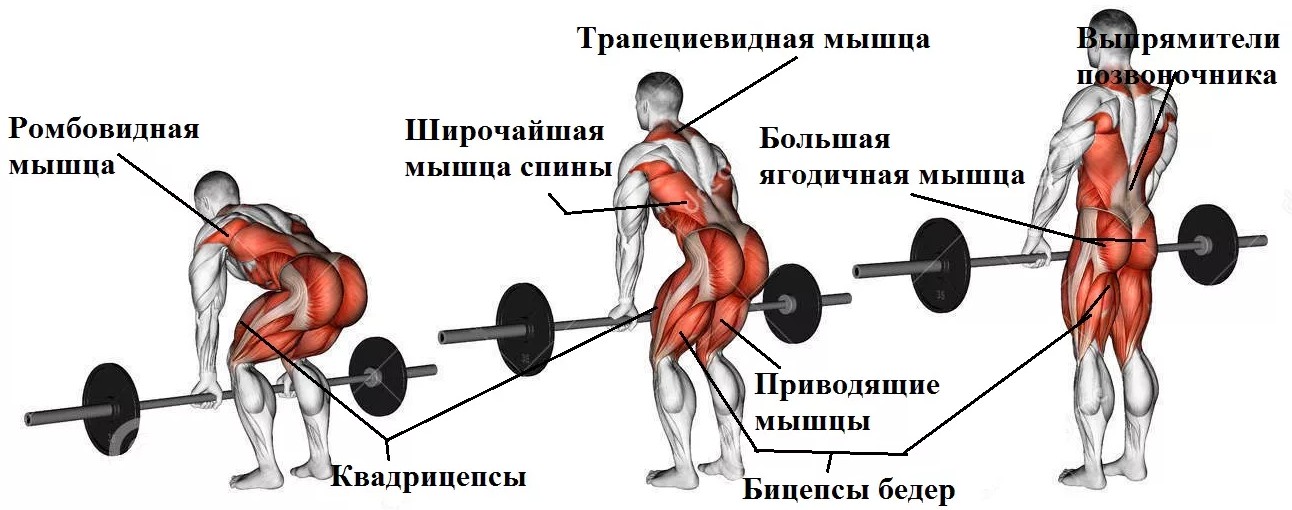 Трапециевидная мышца
Выпрямители
позвоночника
Ромбовидная
мышца
Широчайшая
мышца спины
Большая
ягодичная мышца
Приводящие
мышцы
Квадрицепсы
Бицепсы бедер